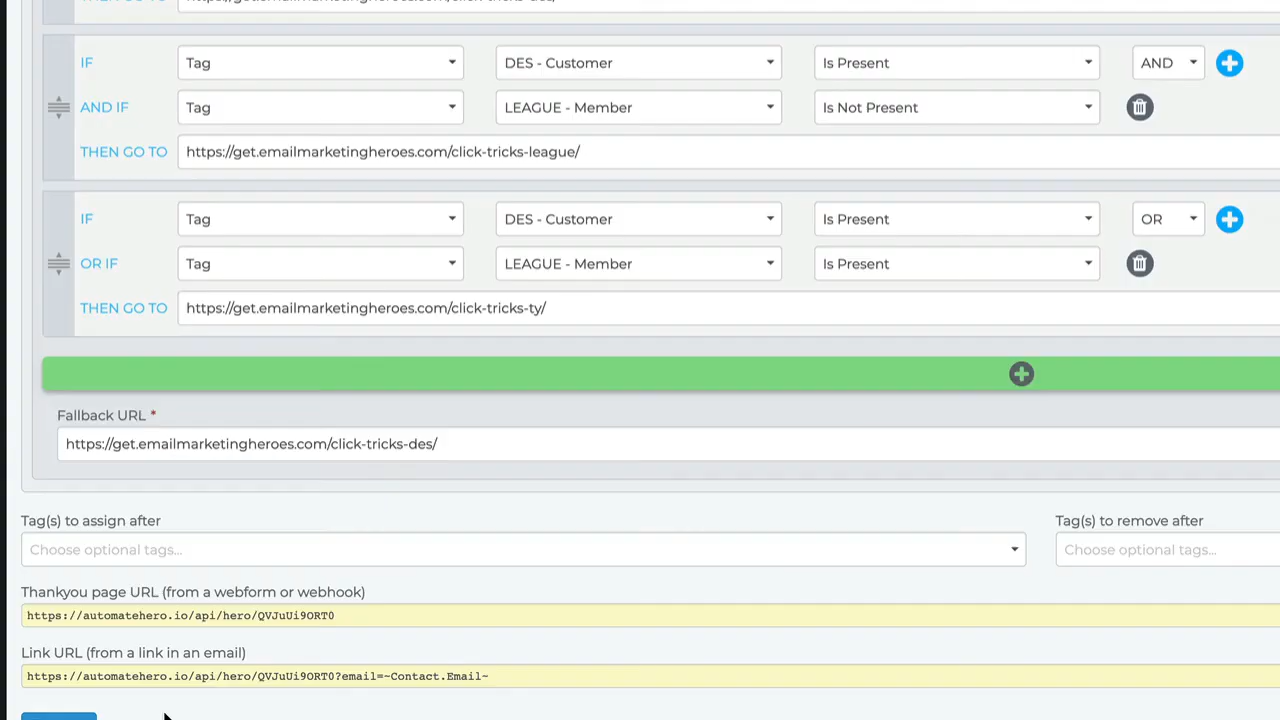 IF Tag DES - Customer Is Present AND
AND IF Tag LEAGUE - Member Is Not Present
THEN GO TO https://get.emailmarketingheroes.com/click-tricks-league/
IF Tag DES - Customer Is Present OR
OR IF Tag LEAGUE - Member Is Present
THEN GO TO https://get.emailmarketingheroes.com/click-tricks-ty/
Fallback URL *
https://get.emailmarketingheroes.com/click-tricks-des/
Tag(s) to assign after Tag(s) to remove after
Choose optional tags... Choose optional tags...
Thankyou page URL (from a webform or webhook)
https://automatehero.io/api/hero/QVJuUi9ORT0
Link URL (from a link in an email)
https://automatehero.io/api/hero/QVJuUi9ORT0?email=~Contact.Email~